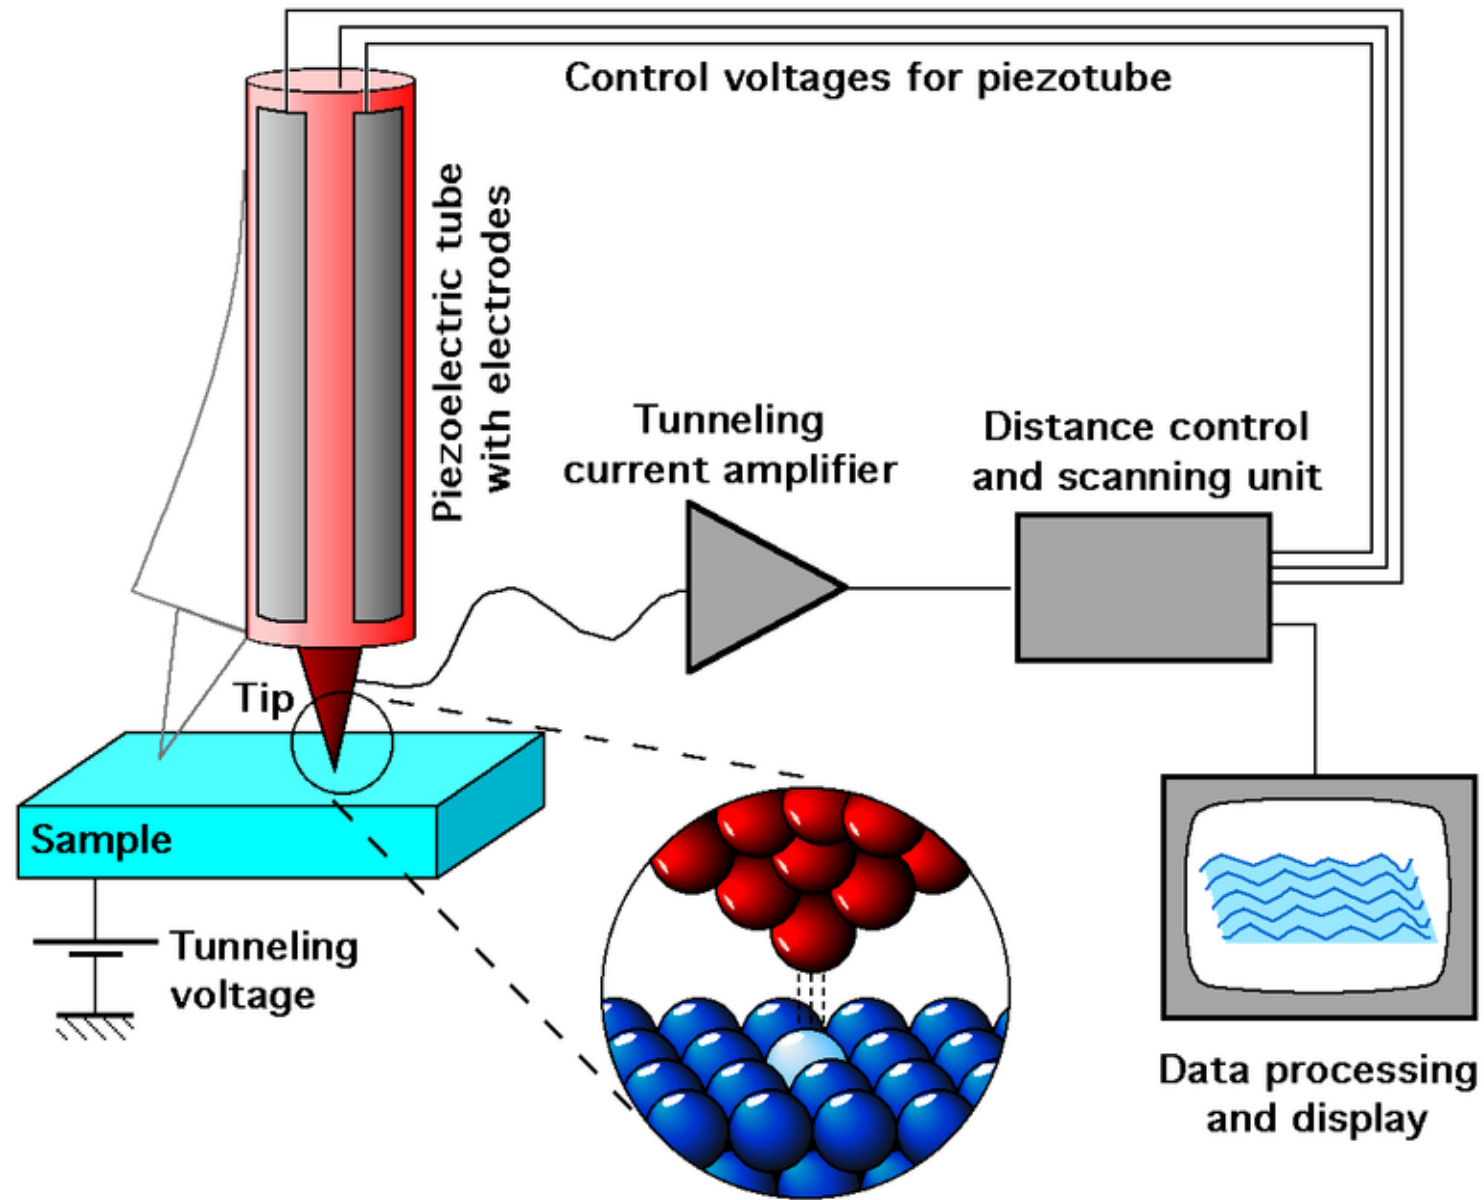 Control voltages for piezotube
Piezoelectric tube
with electrodes
Tunneling
current amplifier
Distance control
and scanning unit
Tip
Sample
Tunneling
voltage
Data processing
and display